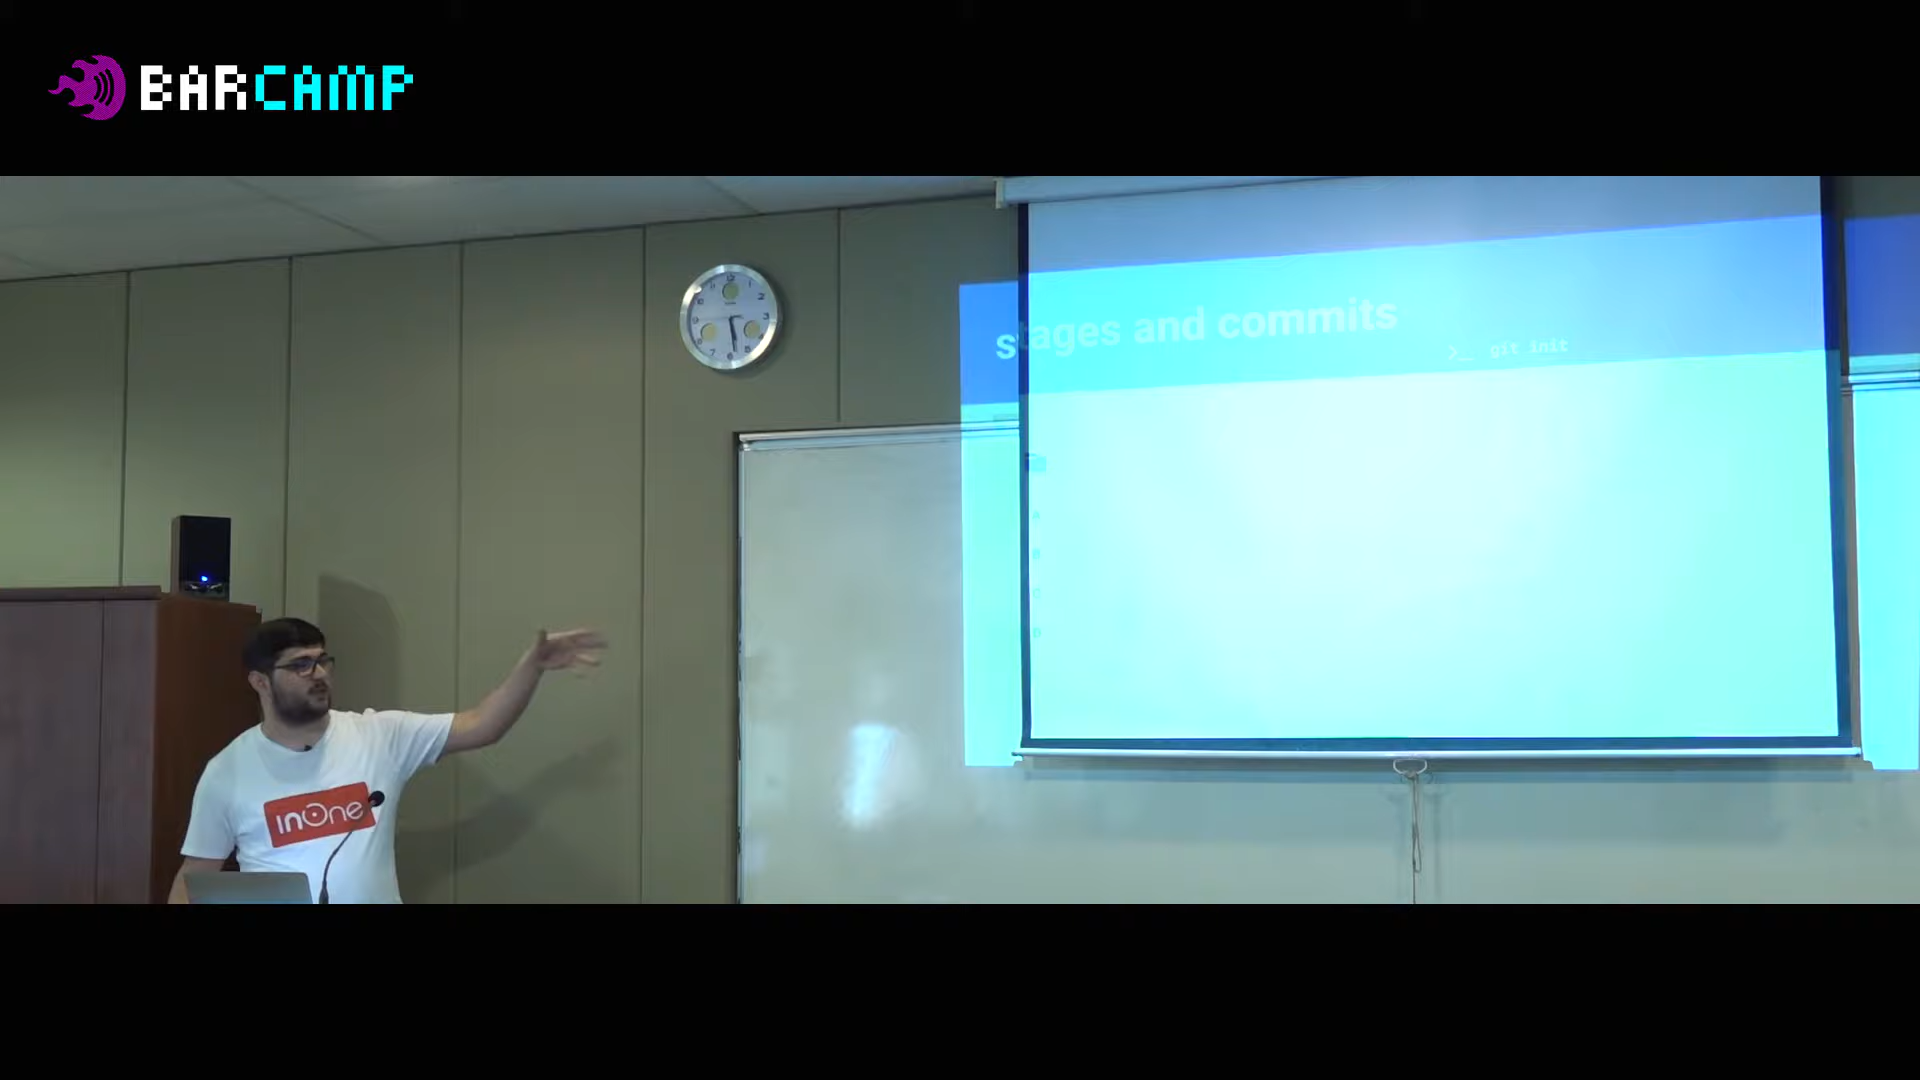 BARCAMP
stages and commits
>_ git init
InOne